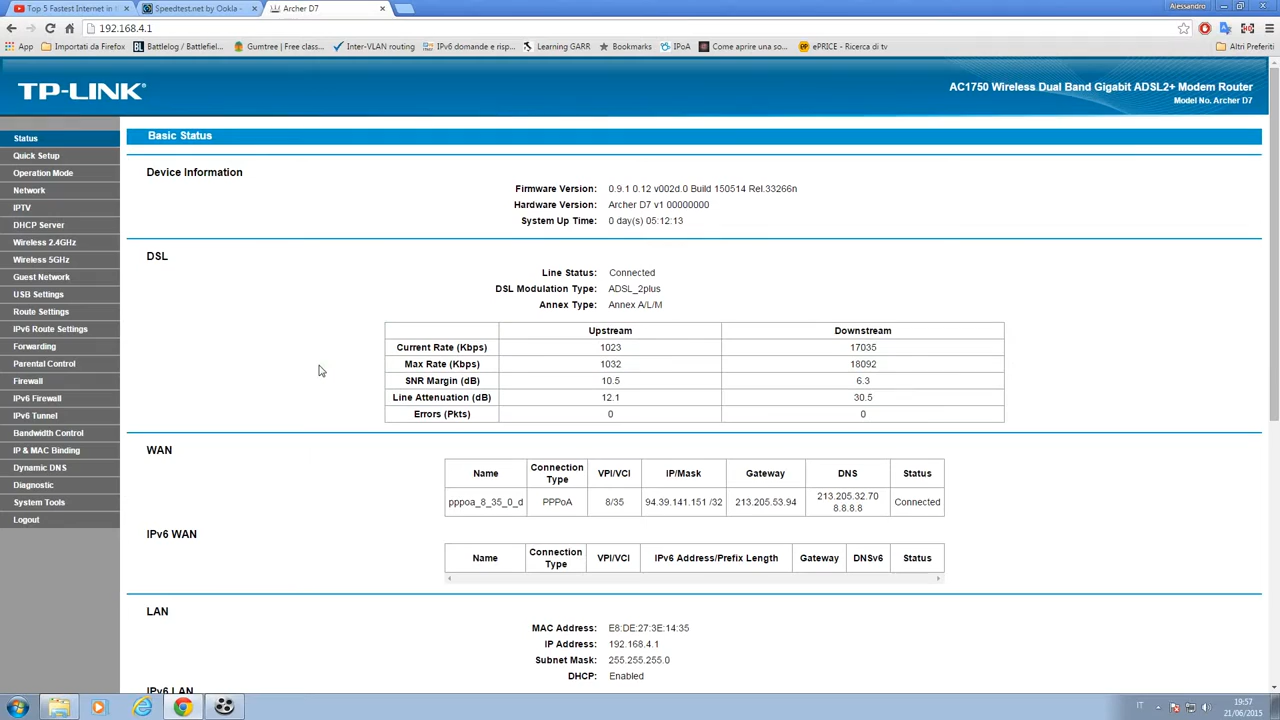 Alessandro
Top 5 Fastest Internet in t
Speedtest.net by Ookla -
Archer D7
192.168.4.1
App
Importati da Firefox
Battlelog / Battlefiel...
Gumtree | Free class...
Inter-VLAN routing
IPv6 domande e risp...
Learning GARR
Bookmarks
IPoA
Come aprire una so...
ePRICE - Ricerca di tv
Altri Preferiti
TP-LINK
AC1750 Wireless Dual Band Gigabit ADSL2+ Modem Router
Model No. Archer D7
Status
Quick Setup
Operation Mode
Network
IPTV
DHCP Server
Wireless 2.4GHz
Wireless 5GHz
Guest Network
USB Settings
Route Settings
IPv6 Route Settings
Forwarding
Parental Control
Firewall
IPv6 Firewall
IPv6 Tunnel
Bandwidth Control
IP & MAC Binding
Dynamic DNS
Diagnostic
System Tools
Logout
Basic Status
Device Information
Firmware Version: 0.9.1 0.12 v002d.0 Build 150514 Rel.33266n
Hardware Version: Archer D7 v1 00000000
System Up Time: 0 day(s) 05:12:13
DSL
Line Status: Connected
DSL Modulation Type: ADSL_2plus
Annex Type: Annex A/L/M
Upstream Downstream
Current Rate (Kbps) 1023 17035
Max Rate (Kbps) 1032 18092
SNR Margin (dB) 10.5 6.3
Line Attenuation (dB) 12.1 30.5
Errors (Pkts) 0 0
WAN
Name Connection Type VPI/VCI IP/Mask Gateway DNS Status
pppoa_8_35_0_d PPPoA 8/35 94.39.141.151 /32 213.205.53.94 213.205.32.70 8.8.8.8 Connected
IPv6 WAN
Name Connection Type VPI/VCI IPv6 Address/Prefix Length Gateway DNSv6 Status
LAN
MAC Address: E8:DE:27:3E:14:35
IP Address: 192.168.4.1
Subnet Mask: 255.255.255.0
DHCP: Enabled
IPv6 LAN
IT
19:57
21/06/2015